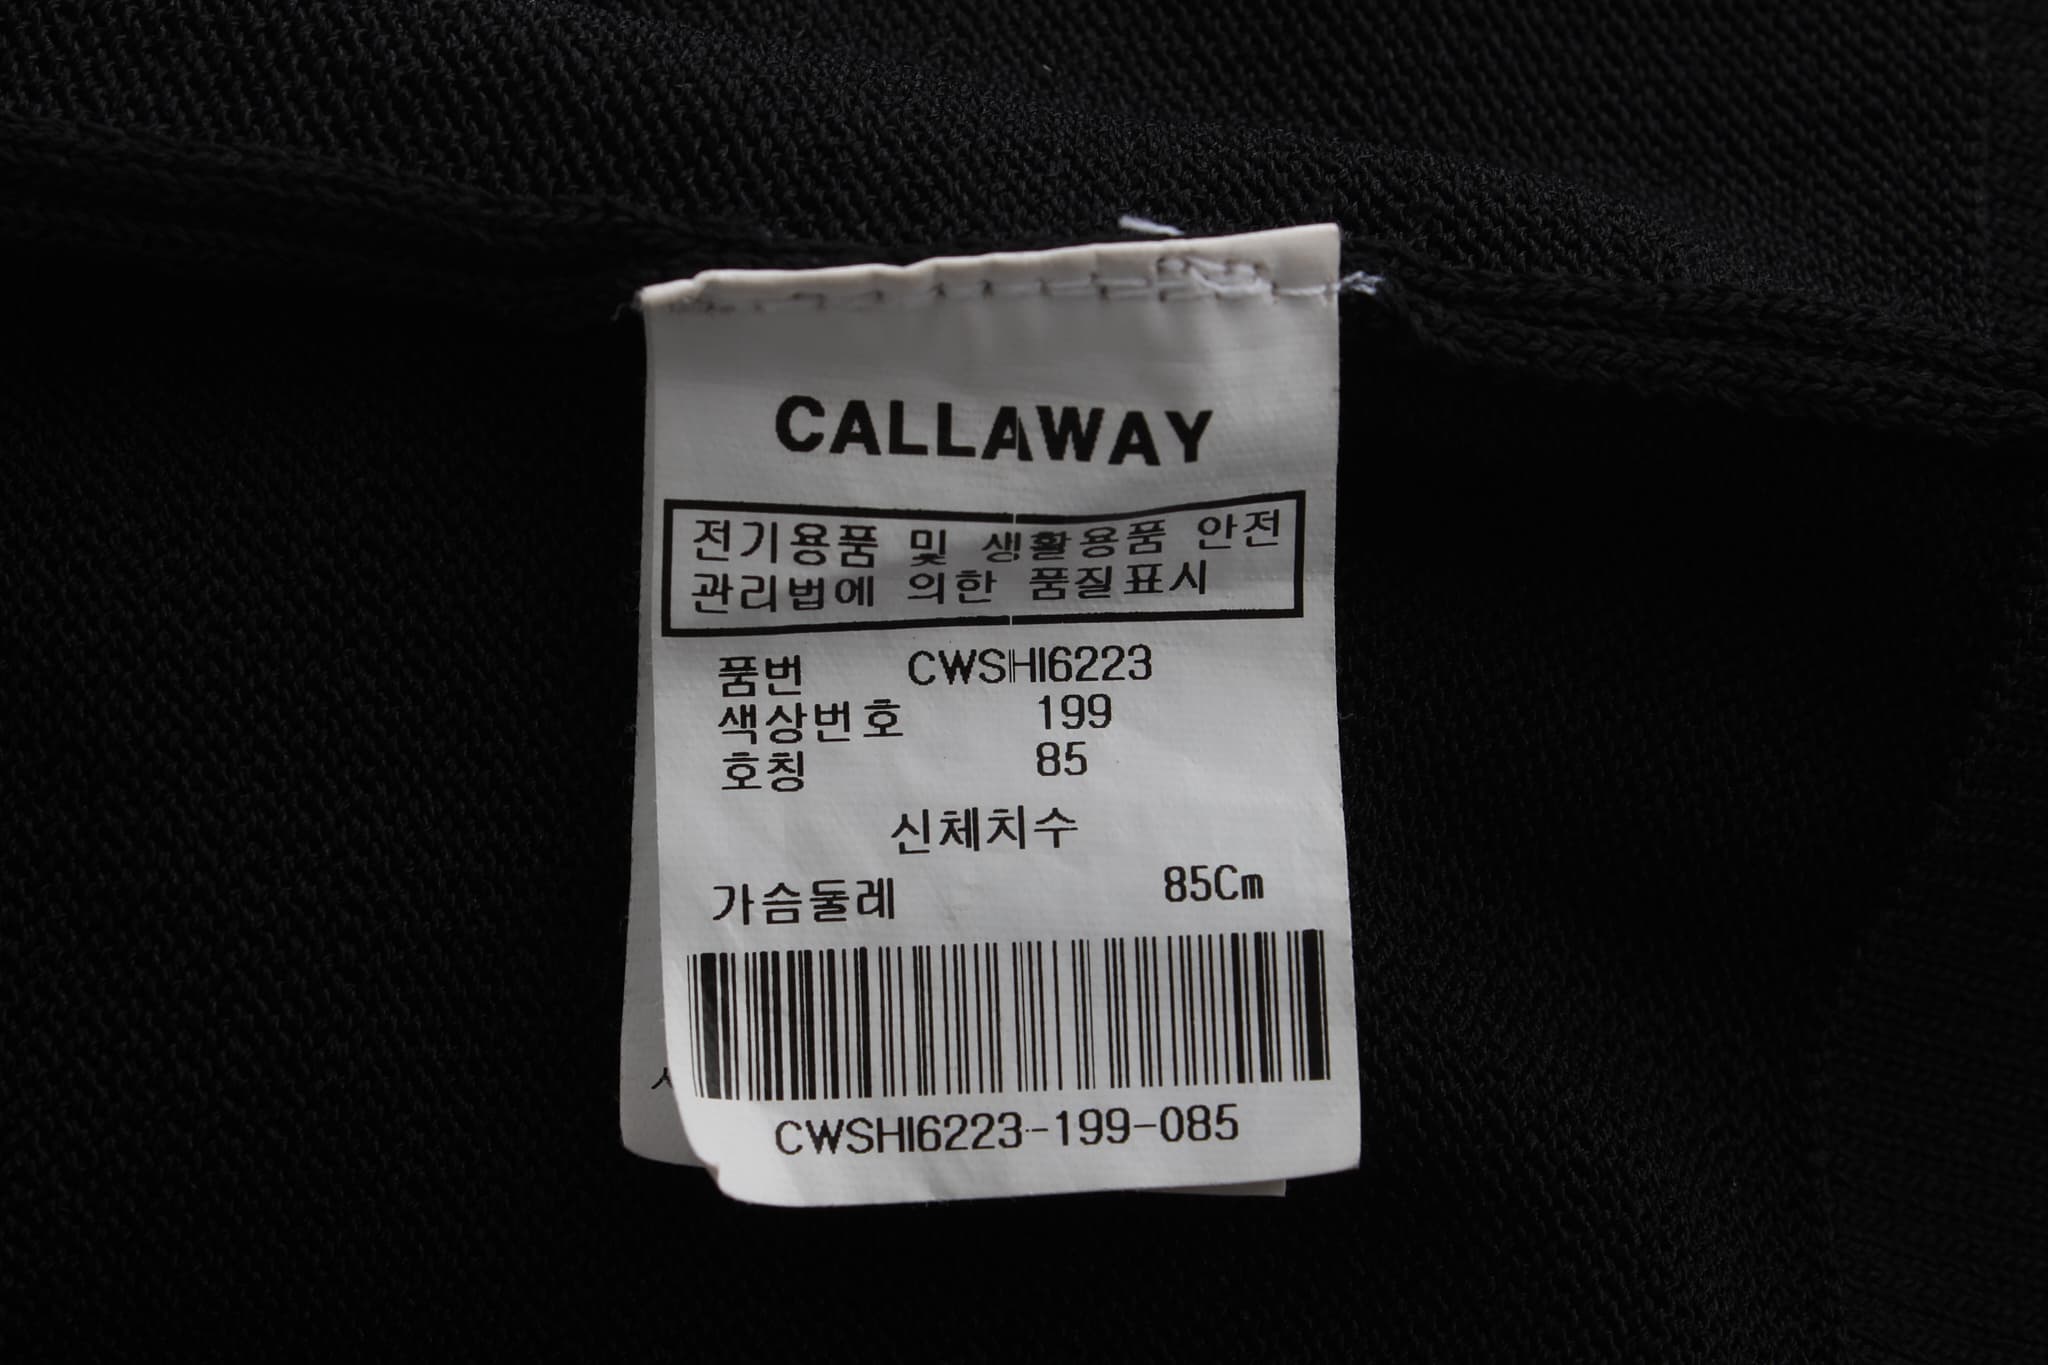 CALLAWAY
전기용품 및 생활용품 안전
관리법에 의한 품질표시
품번 CWSHI6223
색상번호 199
호칭 85
신체치수
가슴둘레 85Cm
CWSHI6223-199-085